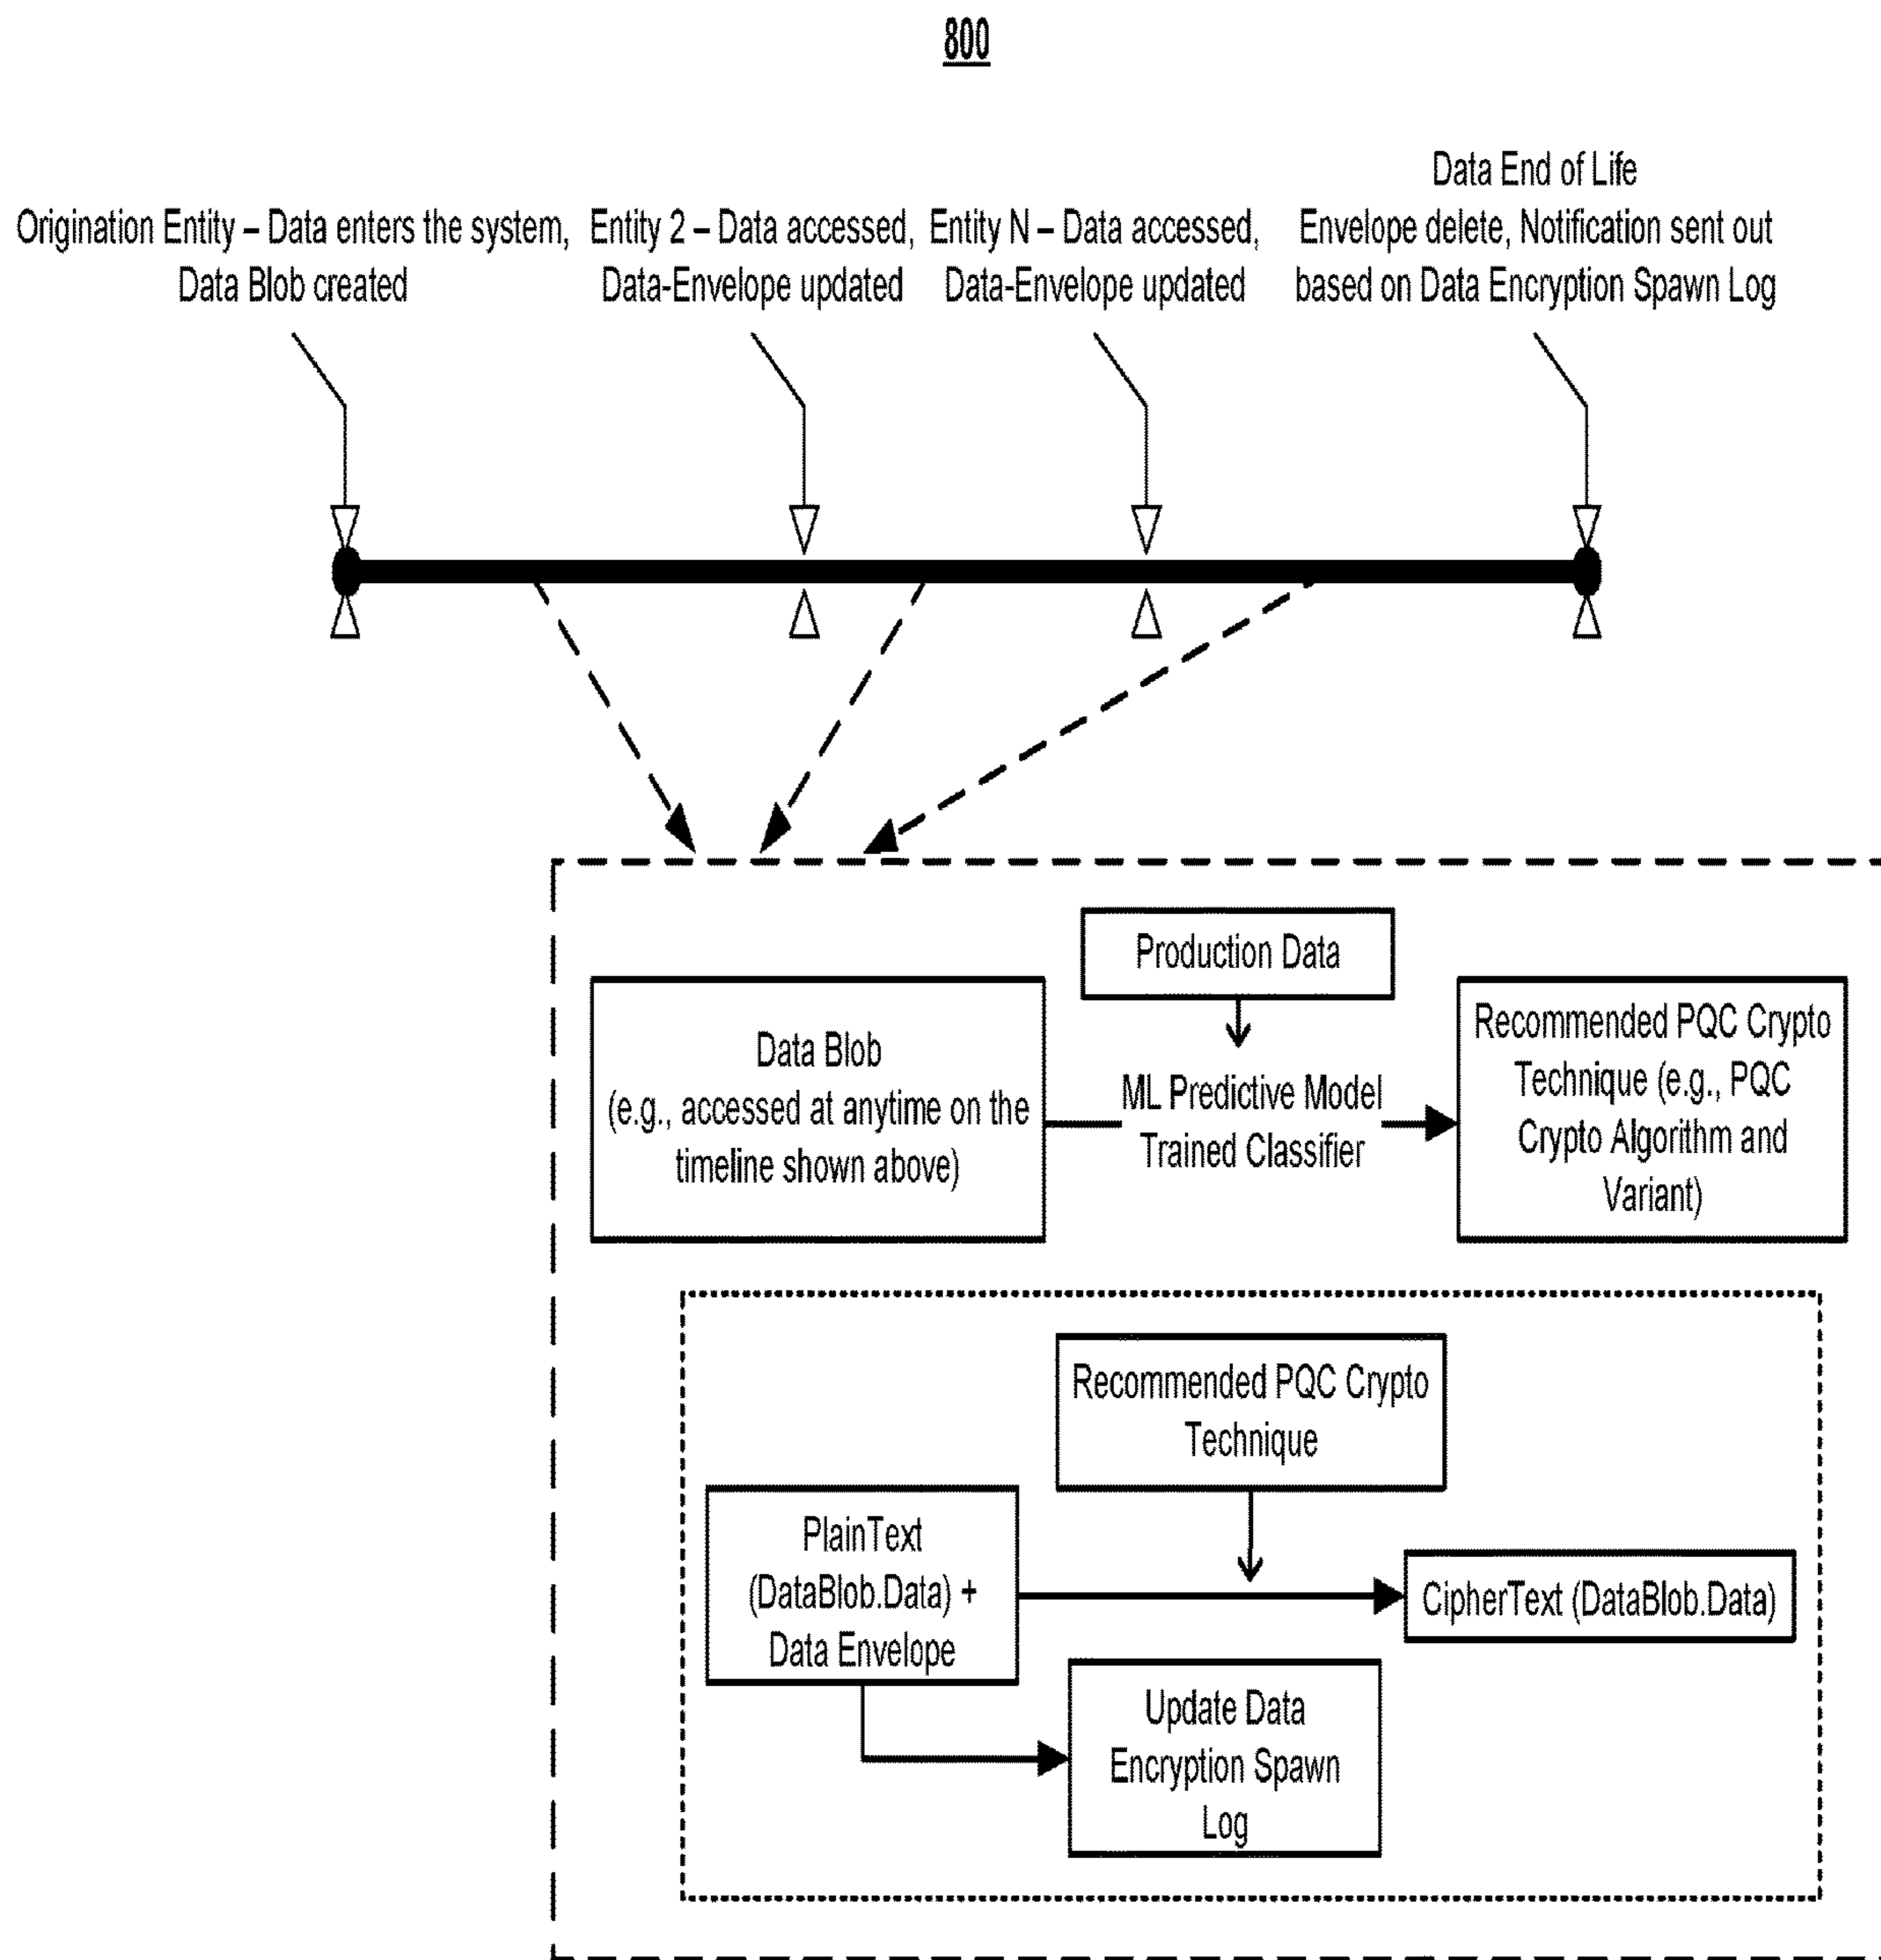 800
Origination Entity – Data enters the system,
Data Blob created
Entity 2 – Data accessed,
Data-Envelope updated
Entity N – Data accessed,
Data-Envelope updated
Data End of Life
Envelope delete, Notification sent out
based on Data Encryption Spawn Log
Production Data
Data Blob
(e.g., accessed at anytime on the
timeline shown above)
ML Predictive Model
Trained Classifier
Recommended PQC Crypto
Technique (e.g., PQC
Crypto Algorithm and
Variant)
Recommended PQC Crypto
Technique
PlainText
(DataBlob.Data) +
Data Envelope
CipherText (DataBlob.Data)
Update Data
Encryption Spawn
Log